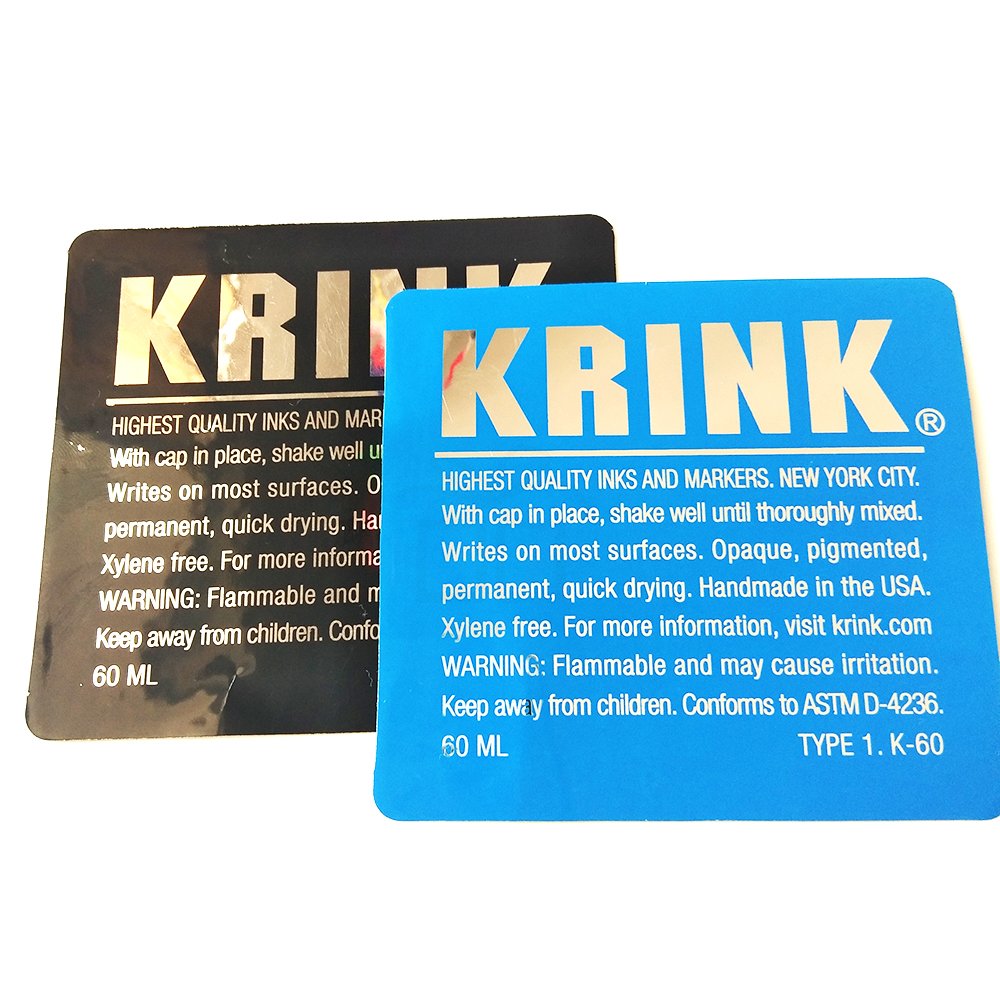 KRINK
HIGHEST QUALITY INKS AND MAR
With cap in place, shake well u
Writes on most surfaces. O
permanent, quick drying. Ha
Xylene free. For more informa
WARNING: Flammable and m
Keep away from children. Confo
60 ML
KRINK®
HIGHEST QUALITY INKS AND MARKERS. NEW YORK CITY.
With cap in place, shake well until thoroughly mixed.
Writes on most surfaces. Opaque, pigmented,
permanent, quick drying. Handmade in the USA.
Xylene free. For more information, visit krink.com
WARNING: Flammable and may cause irritation.
Keep away from children. Conforms to ASTM D-4236.
60 ML TYPE 1. K-60